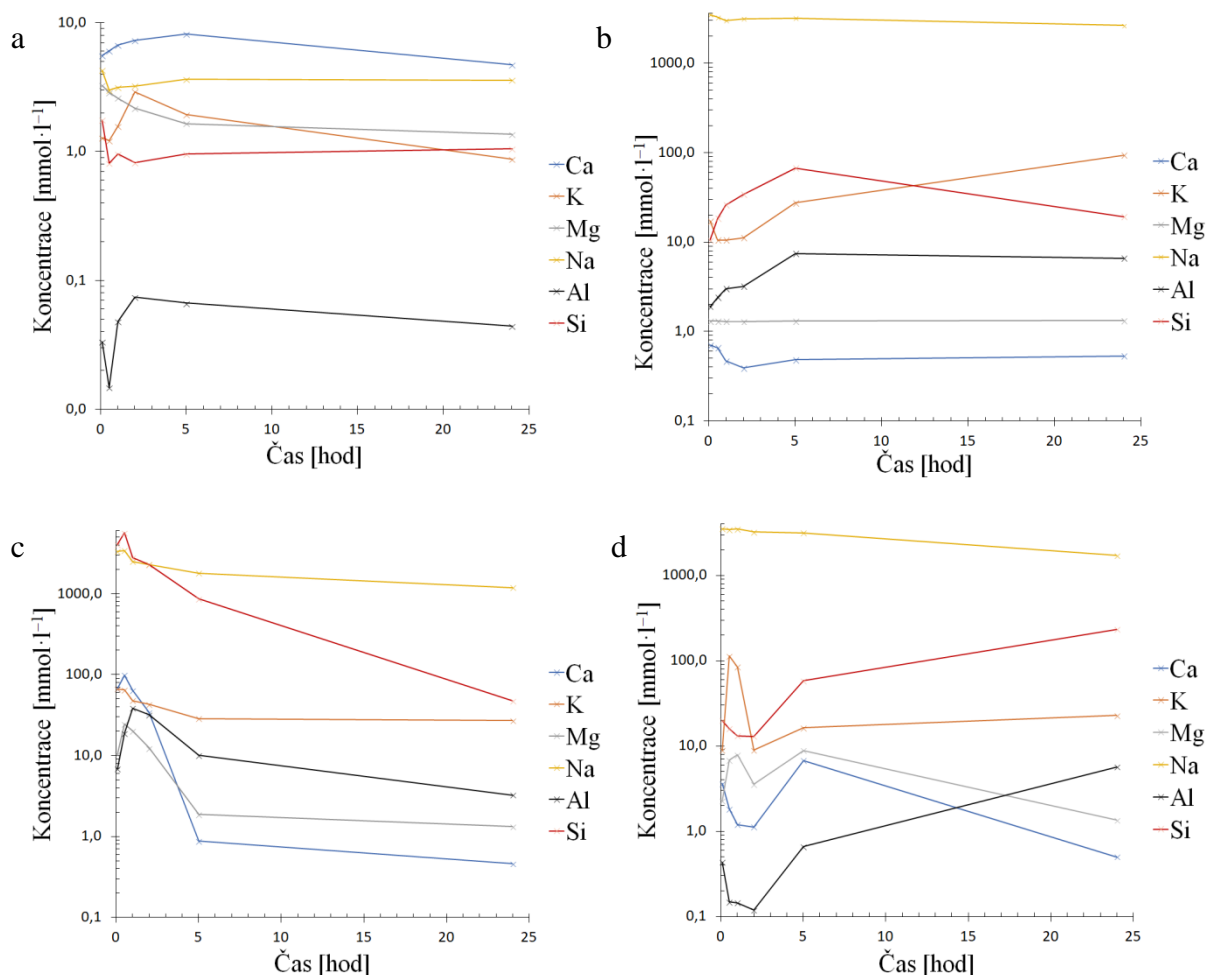 a
10,0
1,0
0,1
0,0
0
5
10
15
20
25
Koncentrace [mmol·l⁻¹]
Čas [hod]
Ca
K
Mg
Na
Al
Si
b
1000,0
100,0
10,0
1,0
0,1
0
5
10
15
20
25
Koncentrace [mmol·l⁻¹]
Čas [hod]
Ca
K
Mg
Na
Al
Si
c
1000,0
100,0
10,0
1,0
0,1
0
5
10
15
20
25
Koncentrace [mmol·l⁻¹]
Čas [hod]
Ca
K
Mg
Na
Al
Si
d
1000,0
100,0
10,0
1,0
0,1
0
5
10
15
20
25
Koncentrace [mmol·l⁻¹]
Čas [hod]
Ca
K
Mg
Na
Al
Si